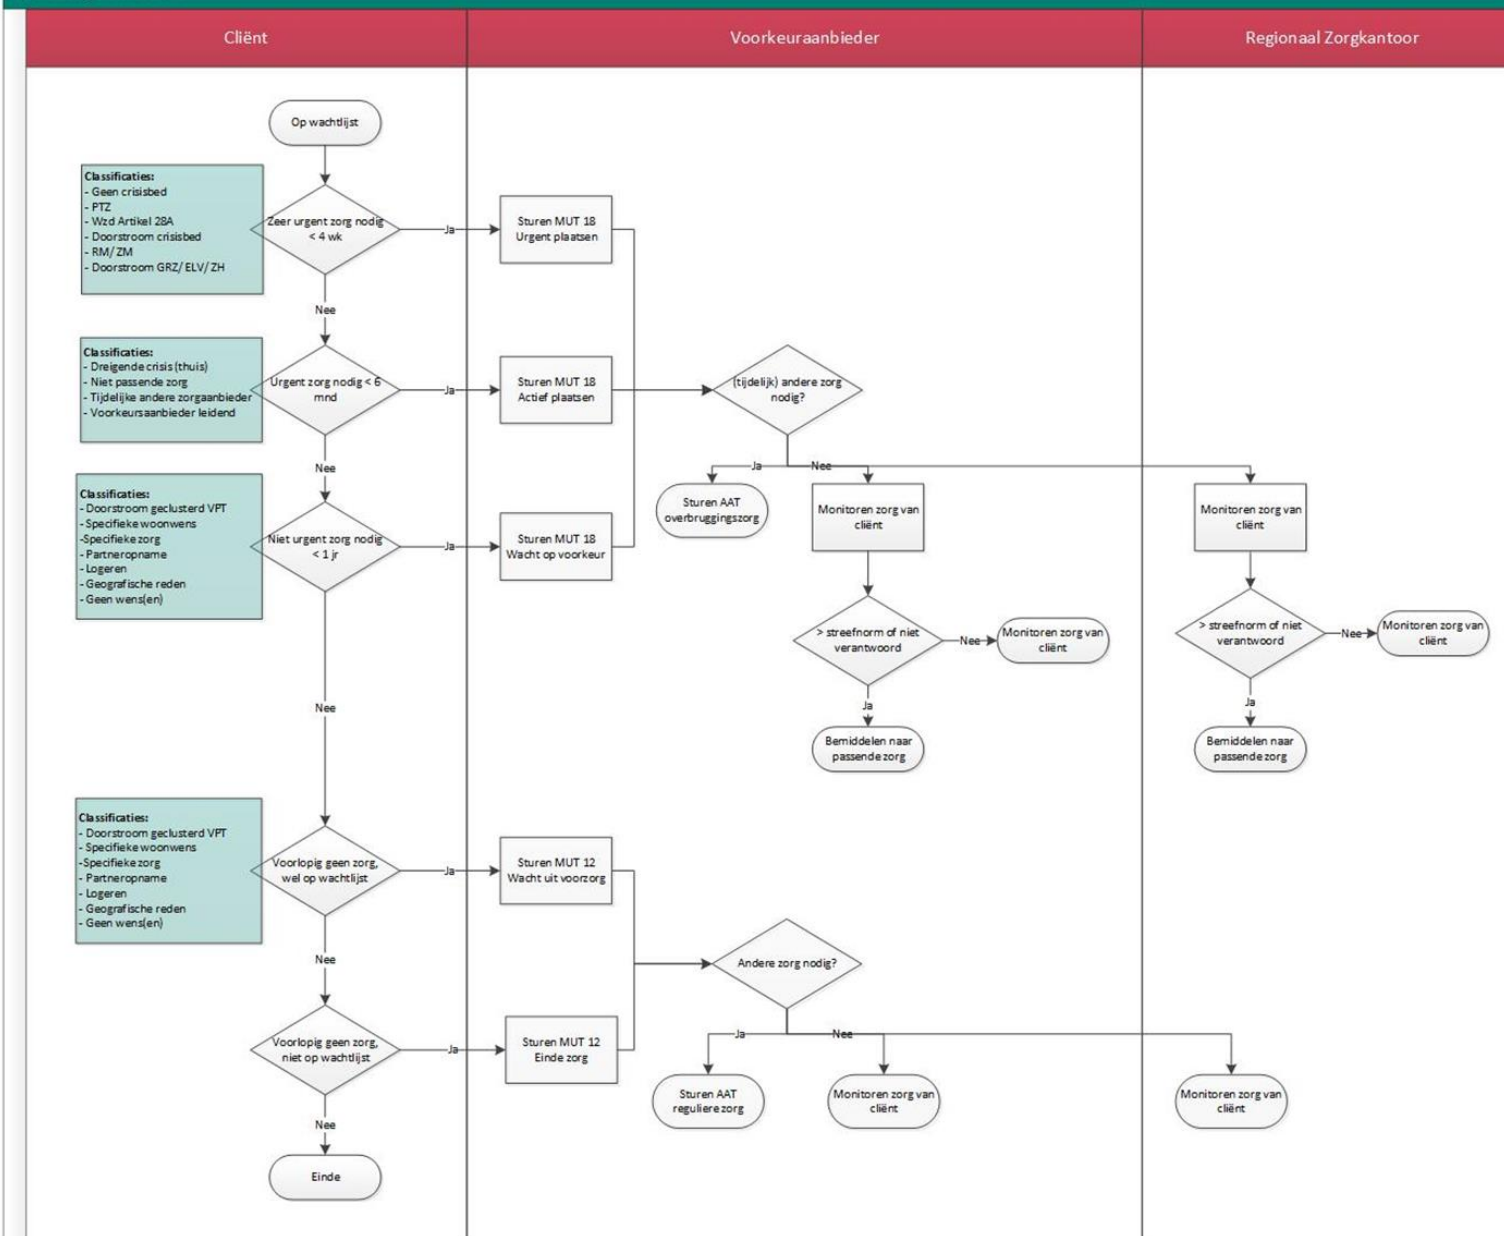 Cliënt
Voorkeuraanbieder
Regionaal Zorgkantoor
Op wachtlijst
Classificaties:
- Geen crisisbed
- PTZ
- Wzd Artikel 28A
- Doorstroom crisisbed
- RM/ ZM
- Doorstroom GRZ/ ELV/ ZH
Zeer urgent zorg nodig
< 4 wk
Ja
Sturen MUT 18
Urgent plaatsen
Nee
Classificaties:
- Dreigende crisis (thuis)
- Niet passende zorg
- Tijdelijke andere zorgaanbieder
- Voorkeursaanbieder leidend
Urgent zorg nodig < 6
mnd
Ja
Sturen MUT 18
Actief plaatsen
(tijdelijk) andere zorg
nodig?
Nee
Ja
Nee
Classificaties:
- Doorstroom geclusterd VPT
- Specifieke woonwens
-Specifieke zorg
- Partneropname
- Logeren
- Geografische reden
- Geen wens(en)
Niet urgent zorg nodig
< 1 jr
Ja
Sturen MUT 18
Wacht op voorkeur
Sturen AAT
overbruggingszorg
Monitoren zorg van
cliënt
Monitoren zorg van
cliënt
> streefnorm of niet
verantwoord
Nee
Monitoren zorg van
cliënt
> streefnorm of niet
verantwoord
Nee
Monitoren zorg van
cliënt
Nee
Ja
Ja
Bemiddelen naar
passende zorg
Bemiddelen naar
passende zorg
Classificaties:
- Doorstroom geclusterd VPT
- Specifieke woonwens
-Specifieke zorg
- Partneropname
- Logeren
- Geografische reden
- Geen wens(en)
Voorlopig geen zorg,
wel op wachtlijst
Ja
Sturen MUT 12
Wacht uit voorzorg
Nee
Andere zorg nodig?
Voorlopig geen zorg,
niet op wachtlijst
Ja
Sturen MUT 12
Einde zorg
Ja
Nee
Sturen AAT
reguliere zorg
Monitoren zorg van
cliënt
Monitoren zorg van
cliënt
Nee
Einde